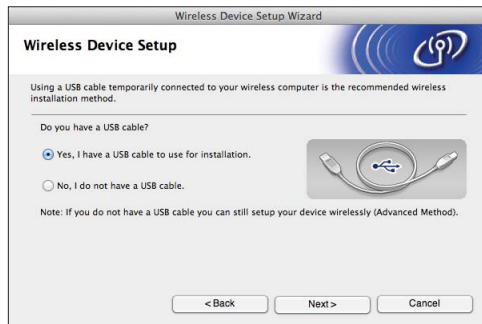 Wireless Device Setup Wizard
Wireless Device Setup
Using a USB cable temporarily connected to your wireless computer is the recommended wireless
installation method.
Do you have a USB cable?
Yes, I have a USB cable to use for installation.
No, I do not have a USB cable.
Note: If you do not have a USB cable you can still setup your device wirelessly (Advanced Method).
< Back
Next >
Cancel